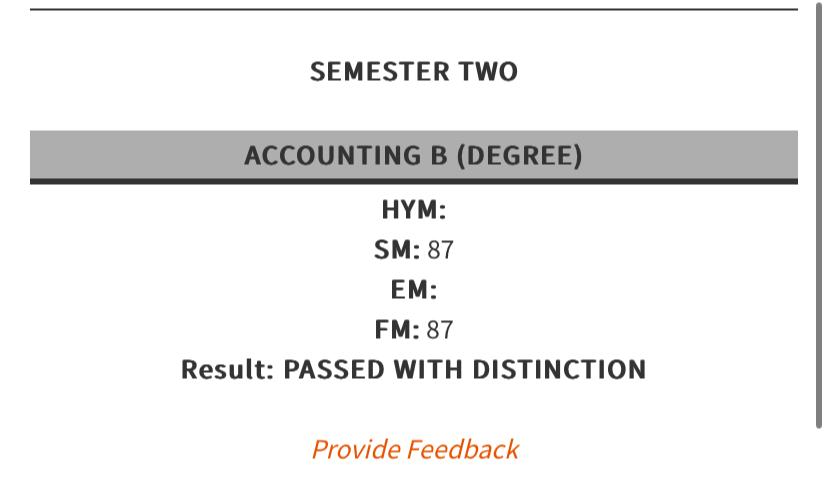 SEMESTER TWO
ACCOUNTING B (DEGREE)
HYM:
SM: 87
EM:
FM: 87
Result: PASSED WITH DISTINCTION
Provide Feedback